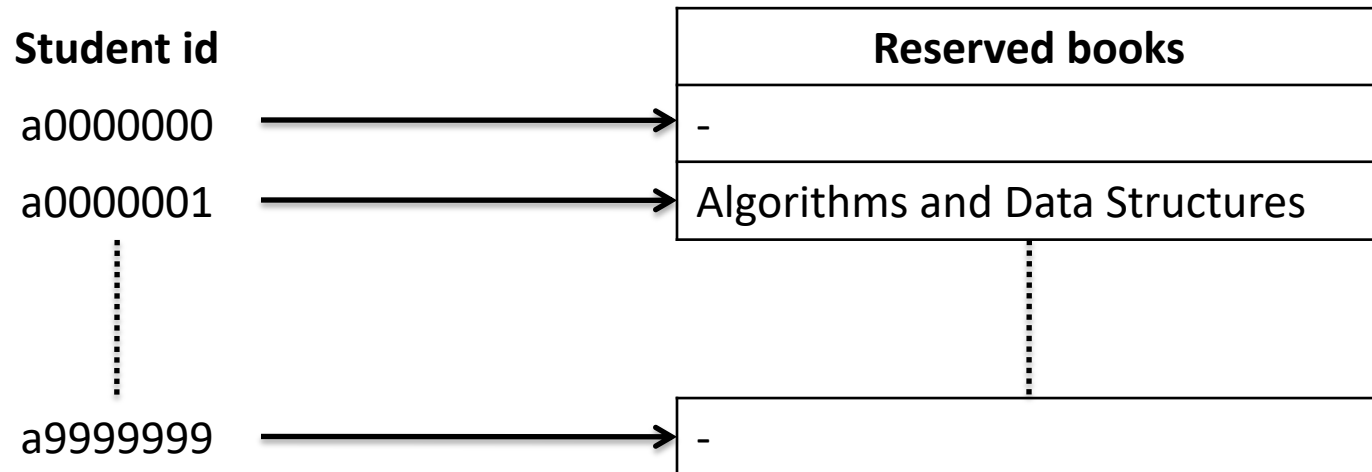 Student id Reserved books
a0000000 -
a0000001 Algorithms and Data Structures
a9999999 -